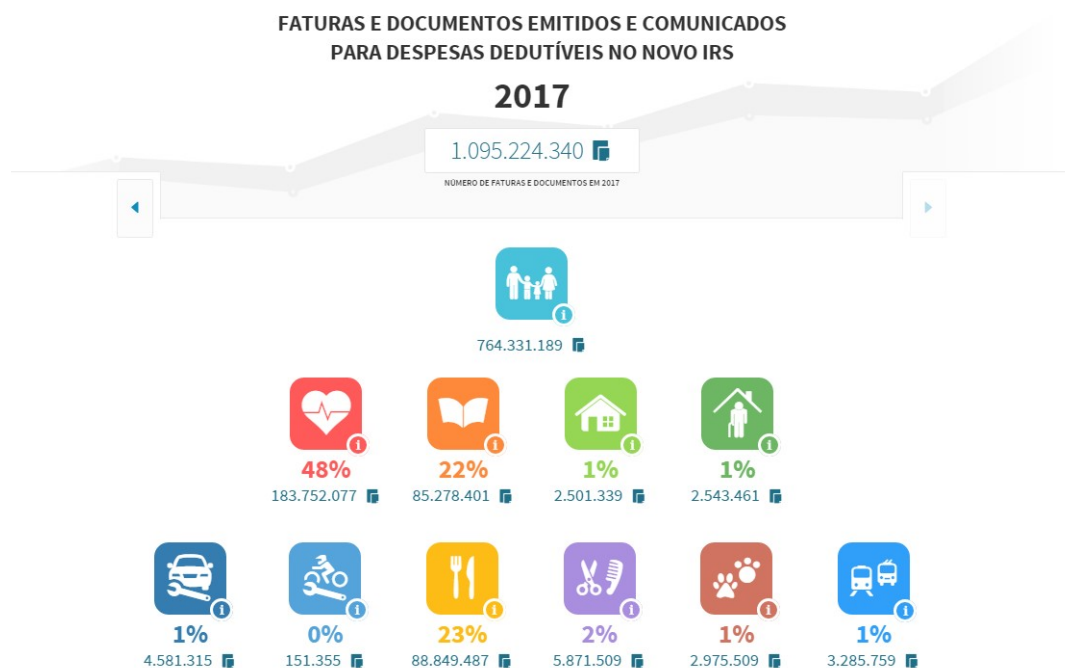 FATURAS E DOCUMENTOS EMITIDOS E COMUNICADOS
PARA DESPESAS DEDUTÍVEIS NO NOVO IRS
2017
1.095.224.340
NÚMERO DE FATURAS E DOCUMENTOS EM 2017
764.331.189
48% 22% 1% 1%
183.752.077 85.278.401 2.501.339 2.543.461
1% 0% 23% 2% 1% 1%
4.581.315 151.355 88.849.487 5.871.509 2.975.509 3.285.759